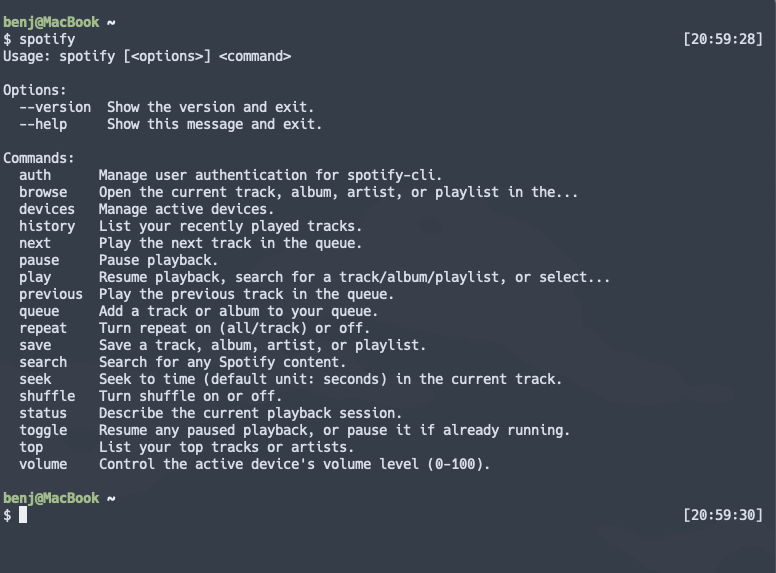 benj@MacBook ~
$ spotify [20:59:28]
Usage: spotify [<options>] <command>

Options:
  --version  Show the version and exit.
  --help     Show this message and exit.

Commands:
  auth      Manage user authentication for spotify-cli.
  browse    Open the current track, album, artist, or playlist in the...
  devices   Manage active devices.
  history   List your recently played tracks.
  next      Play the next track in the queue.
  pause     Pause playback.
  play      Resume playback, search for a track/album/playlist, or select...
  previous  Play the previous track in the queue.
  queue     Add a track or album to your queue.
  repeat    Turn repeat on (all/track) or off.
  save      Save a track, album, artist, or playlist.
  search    Search for any Spotify content.
  seek      Seek to time (default unit: seconds) in the current track.
  shuffle   Turn shuffle on or off.
  status    Describe the current playback session.
  toggle    Resume any paused playback, or pause it if already running.
  top       List your top tracks or artists.
  volume    Control the active device's volume level (0-100).

benj@MacBook ~
$ [20:59:30]